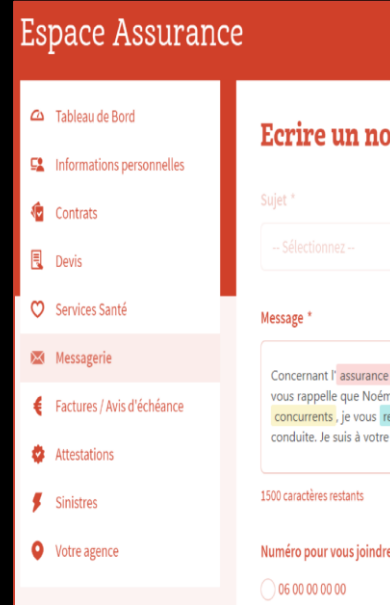 Espace Assurance
Tableau de Bord
Informations personnelles
Contrats
Devis
Services Santé
Messagerie
Factures / Avis d'échéance
Attestations
Sinistres
Votre agence
Ecrire un no
Sujet *
-- Sélectionnez --
Message *
Concernant l' assurance
vous rappelle que Noém
concurrents , je vous re
conduite. Je suis à votre
1500 caractères restants
Numéro pour vous joindre
06 00 00 00 00